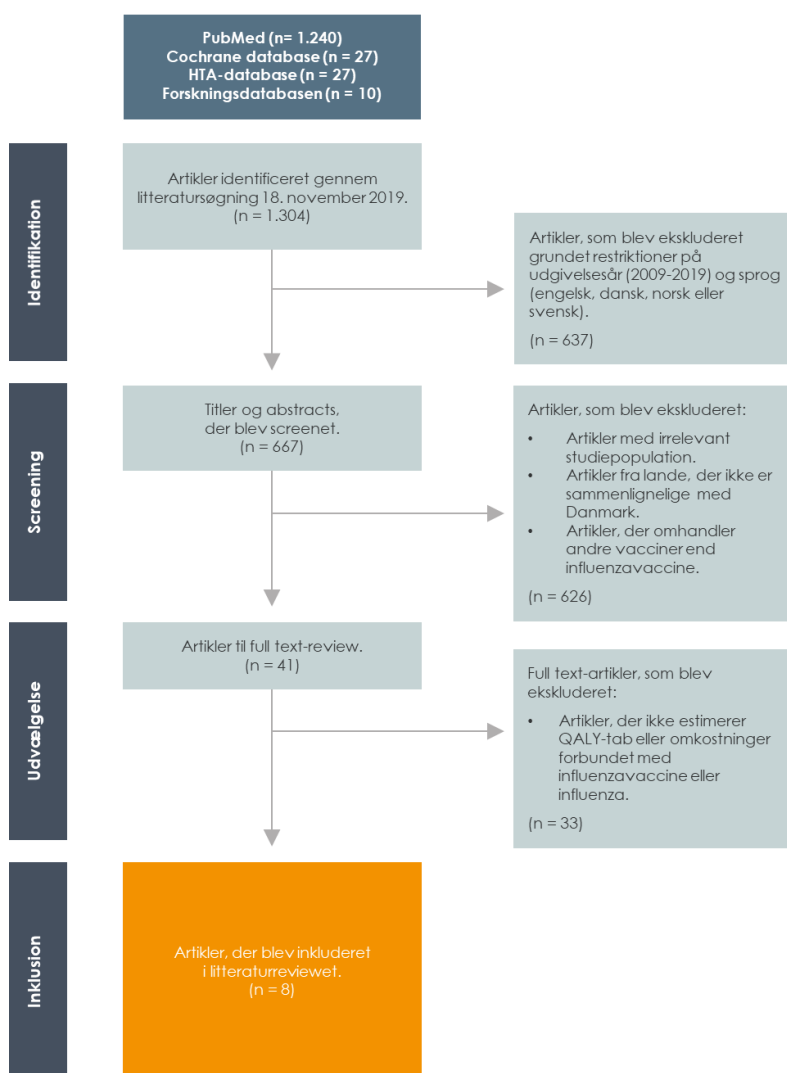 PubMed (n= 1.240)
Cochrane database (n = 27)
HTA-database (n = 27)
Forskningsdatabasen (n = 10)
Identifikation
Artikler identificeret gennem
litteratursøgning 18. november 2019.
(n = 1.304)
Artikler, som blev ekskluderet
grundet restriktioner på
udgivelsesår (2009-2019) og sprog
(engelsk, dansk, norsk eller
svensk).
(n = 637)
Screening
Titler og abstracts,
der blev screenet.
(n = 667)
Artikler, som blev ekskluderet:
• Artikler med irrelevant
studiepopulation.
• Artikler fra lande, der ikke er
sammenlignelige med
Danmark.
• Artikler, der omhandler
andre vacciner end
influenzavaccine.
(n = 626)
Udvælgelse
Artikler til full text-review.
(n = 41)
Full text-artikler, som blev
ekskluderet:
• Artikler, der ikke estimerer
QALY-tab eller omkostninger
forbundet med
influenzavaccine eller
influenza.
(n = 33)
Inklusion
Artikler, der blev inkluderet
i litteraturreviewet.
(n = 8)